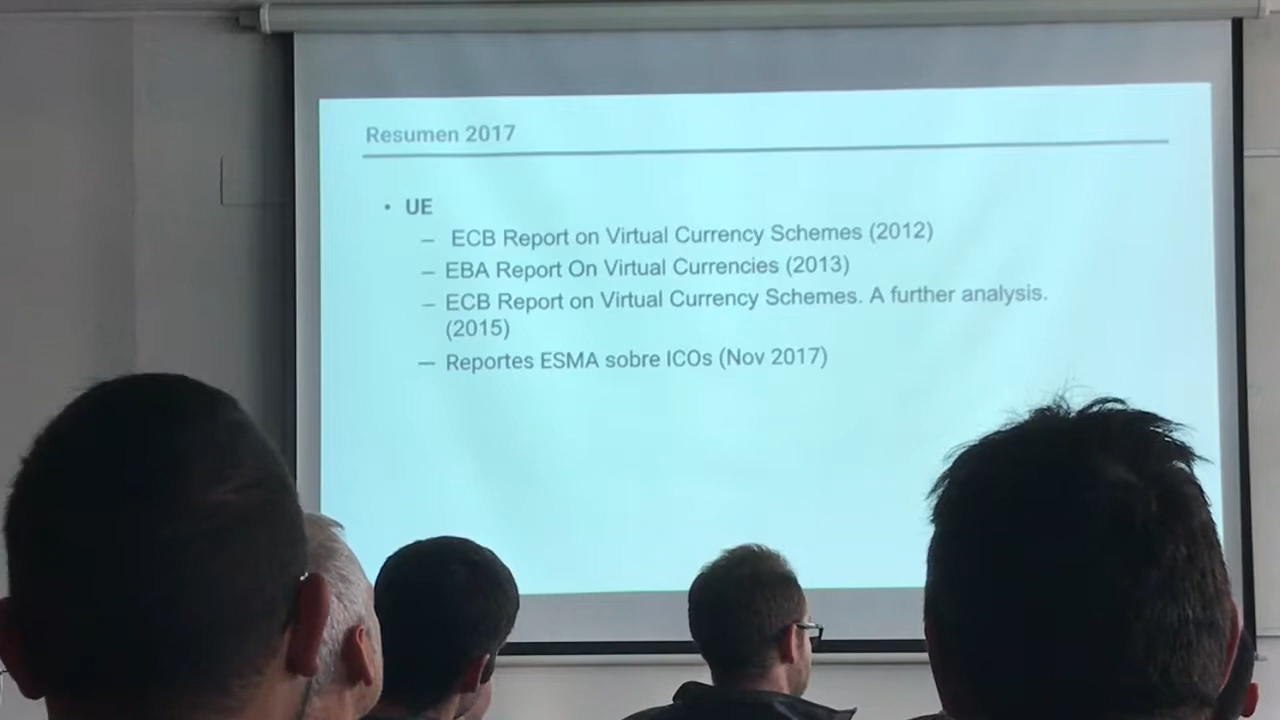 Resumen 2017
• UE
– ECB Report on Virtual Currency Schemes (2012)
– EBA Report On Virtual Currencies (2013)
– ECB Report on Virtual Currency Schemes. A further analysis.
(2015)
– Reportes ESMA sobre ICOs (Nov 2017)